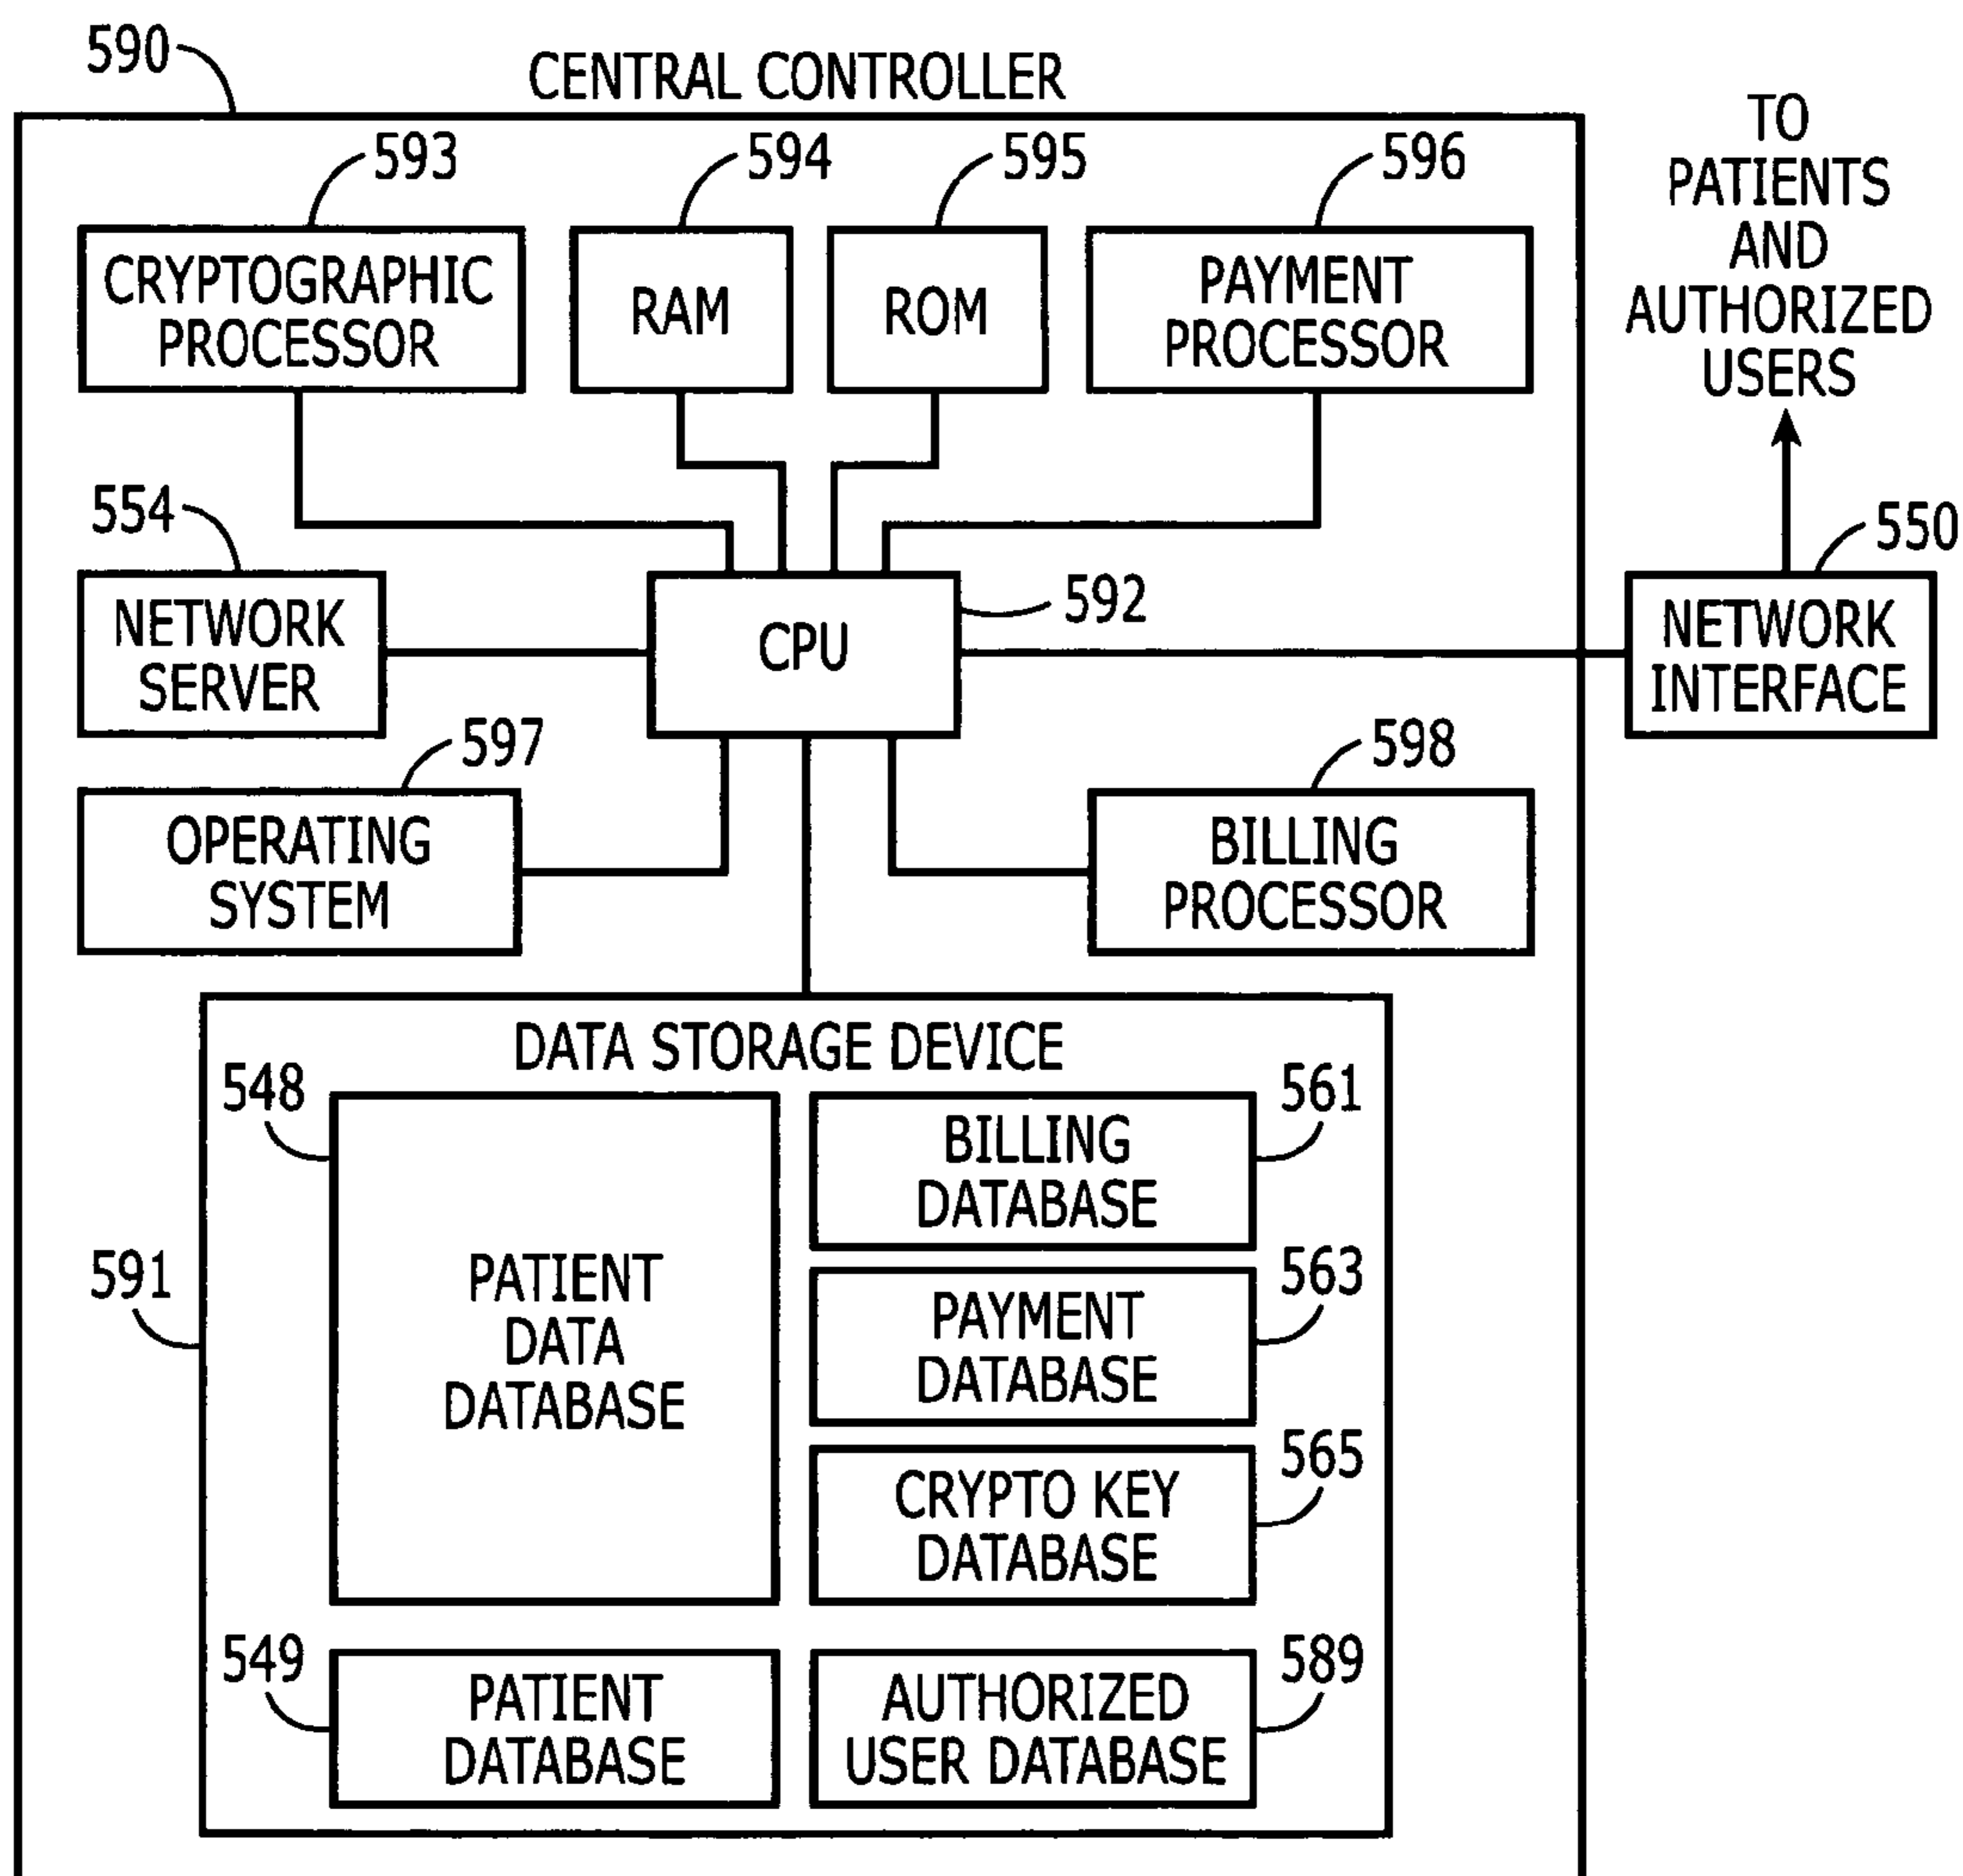 590
CENTRAL CONTROLLER
593
594
595
596
TO
PATIENTS
AND
AUTHORIZED
USERS
CRYPTOGRAPHIC
PROCESSOR
RAM
ROM
PAYMENT
PROCESSOR
554
550
NETWORK
SERVER
592
CPU
NETWORK
INTERFACE
597
598
OPERATING
SYSTEM
BILLING
PROCESSOR
DATA STORAGE DEVICE
548
561
BILLING
DATABASE
591
PATIENT
DATA
DATABASE
563
PAYMENT
DATABASE
565
CRYPTO KEY
DATABASE
549
PATIENT
DATABASE
589
AUTHORIZED
USER DATABASE